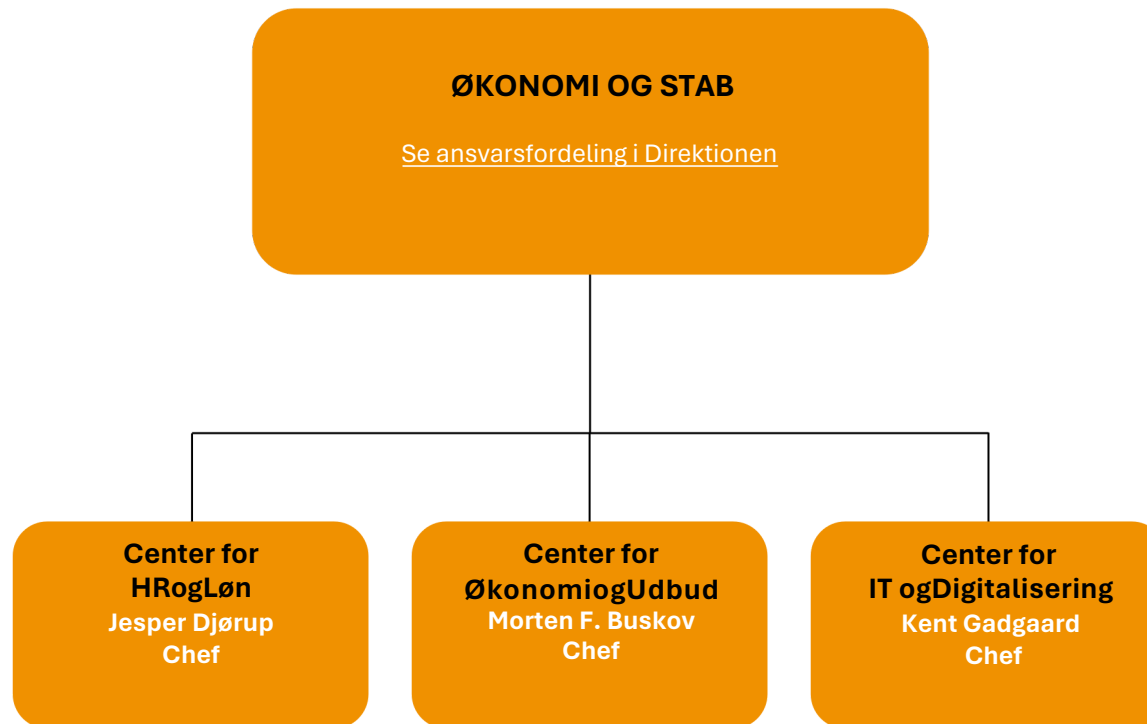 ØKONOMI OG STAB
Se ansvarsfordeling i Direktionen
Center for
HRogLøn
Jesper Djørup
Chef
Center for
ØkonomiogUdbud
Morten F. Buskov
Chef
Center for
IT ogDigitalisering
Kent Gadgaard
Chef